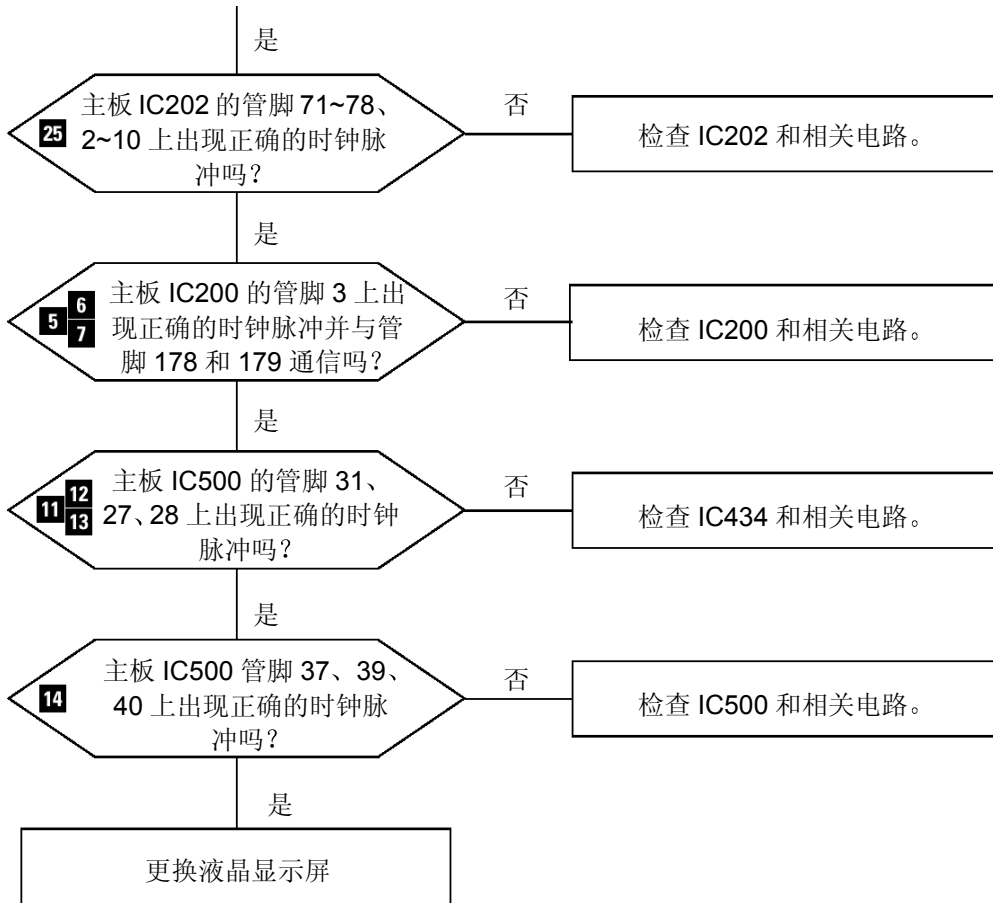 是
主板 IC202 的管脚 71~78、
25
2~10 上出现正确的时钟脉
冲吗？
否
检查 IC202 和相关电路。
是
主板 IC200 的管脚 3 上出
5
6
7
现正确的时钟脉冲并与管
脚 178 和 179 通信吗？
否
检查 IC200 和相关电路。
是
主板 IC500 的管脚 31、
11
12
13
27、28 上出现正确的时钟
脉冲吗？
否
检查 IC434 和相关电路。
是
主板 IC500 管脚 37、39、
14
40 上出现正确的时钟脉
冲吗？
否
检查 IC500 和相关电路。
是
更换液晶显示屏